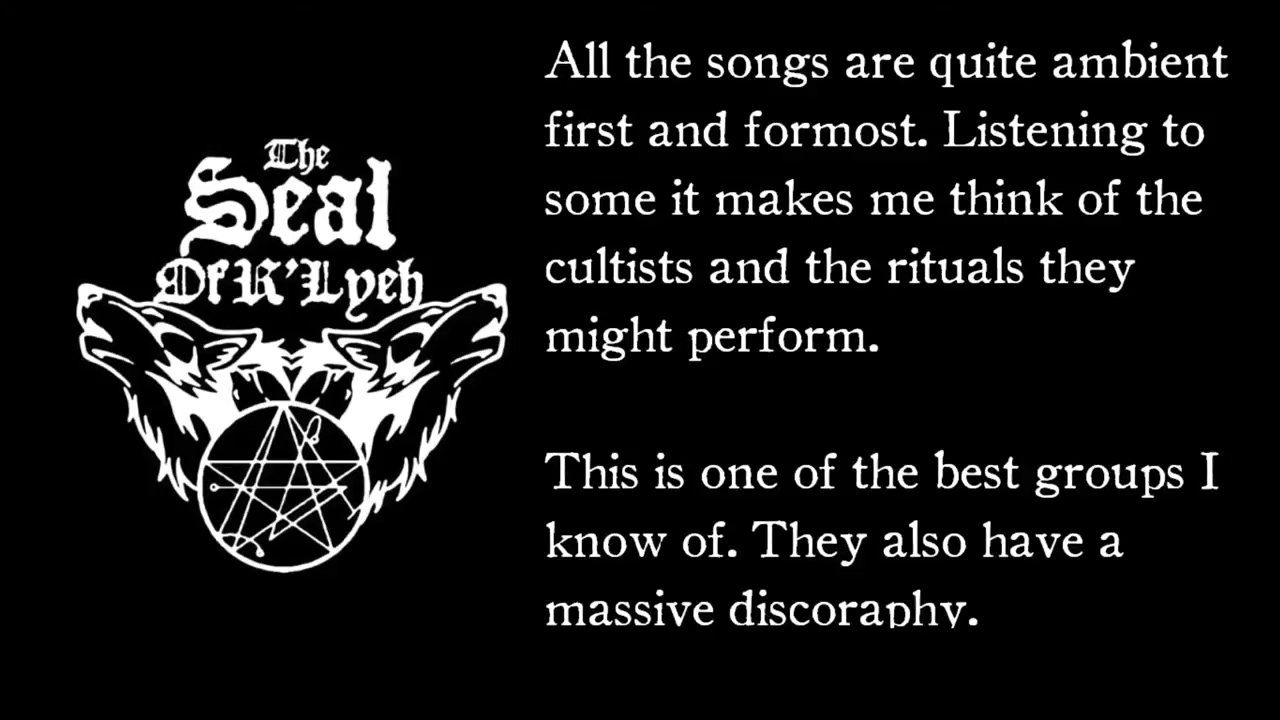 The
Seal
Of R'Lyeh
All the songs are quite ambient
first and formost. Listening to
some it makes me think of the
cultists and the rituals they
might perform.
This is one of the best groups I
know of. They also have a
massive discoraphy.